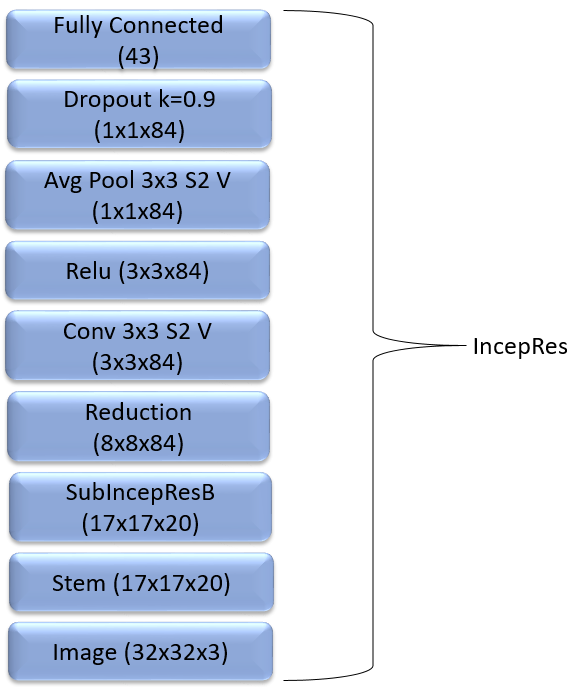 Fully Connected
(43)
Dropout k=0.9
(1x1x84)
Avg Pool 3x3 S2 V
(1x1x84)
Relu (3x3x84)
Conv 3x3 S2 V
(3x3x84)
Reduction
(8x8x84)
SubIncepResB
(17x17x20)
Stem (17x17x20)
Image (32x32x3)
IncepRes